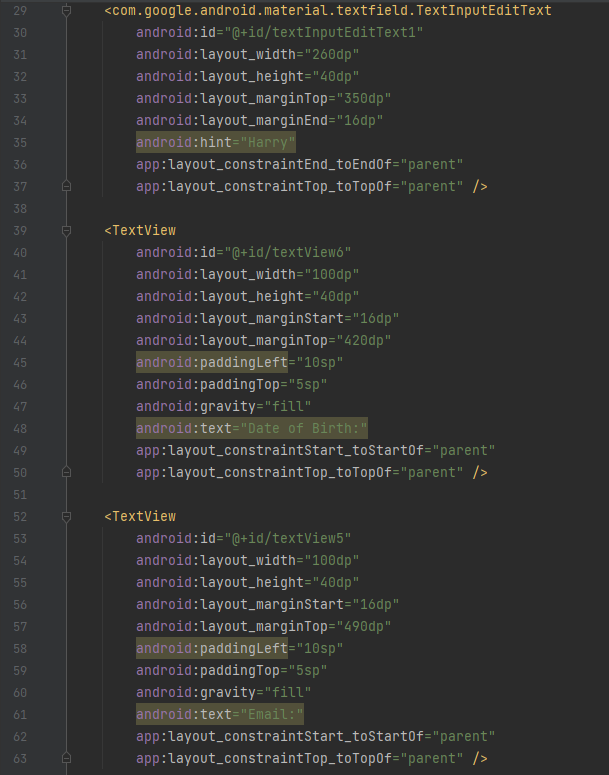 29 <com.google.android.material.textfield.TextInputEditText
30 android:id="@+id/textInputEditText1"
31 android:layout_width="260dp"
32 android:layout_height="40dp"
33 android:layout_marginTop="350dp"
34 android:layout_marginEnd="16dp"
35 android:hint="Harry"
36 app:layout_constraintEnd_toEndOf="parent"
37 app:layout_constraintTop_toTopOf="parent" />
38
39 <TextView
40 android:id="@+id/textView6"
41 android:layout_width="100dp"
42 android:layout_height="40dp"
43 android:layout_marginStart="16dp"
44 android:layout_marginTop="420dp"
45 android:paddingLeft="10sp"
46 android:paddingTop="5sp"
47 android:gravity="fill"
48 android:text="Date of Birth:"
49 app:layout_constraintStart_toStartOf="parent"
50 app:layout_constraintTop_toTopOf="parent" />
51
52 <TextView
53 android:id="@+id/textView5"
54 android:layout_width="100dp"
55 android:layout_height="40dp"
56 android:layout_marginStart="16dp"
57 android:layout_marginTop="490dp"
58 android:paddingLeft="10sp"
59 android:paddingTop="5sp"
60 android:gravity="fill"
61 android:text="Email:"
62 app:layout_constraintStart_toStartOf="parent"
63 app:layout_constraintTop_toTopOf="parent" />